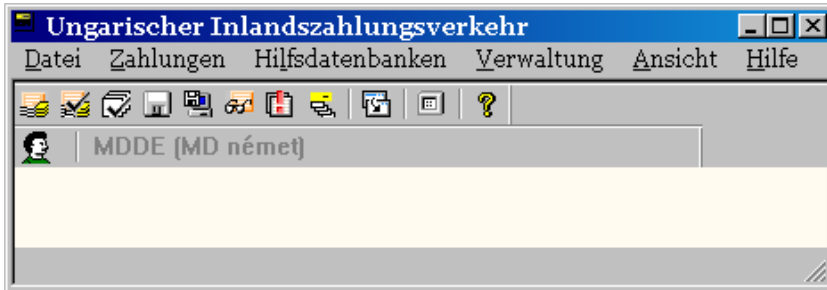 Ungarischer Inlandszahlungsverkehr
Datei Zahlungen Hilfsdatenbanken Verwaltung Ansicht Hilfe
MDDE (MD német)